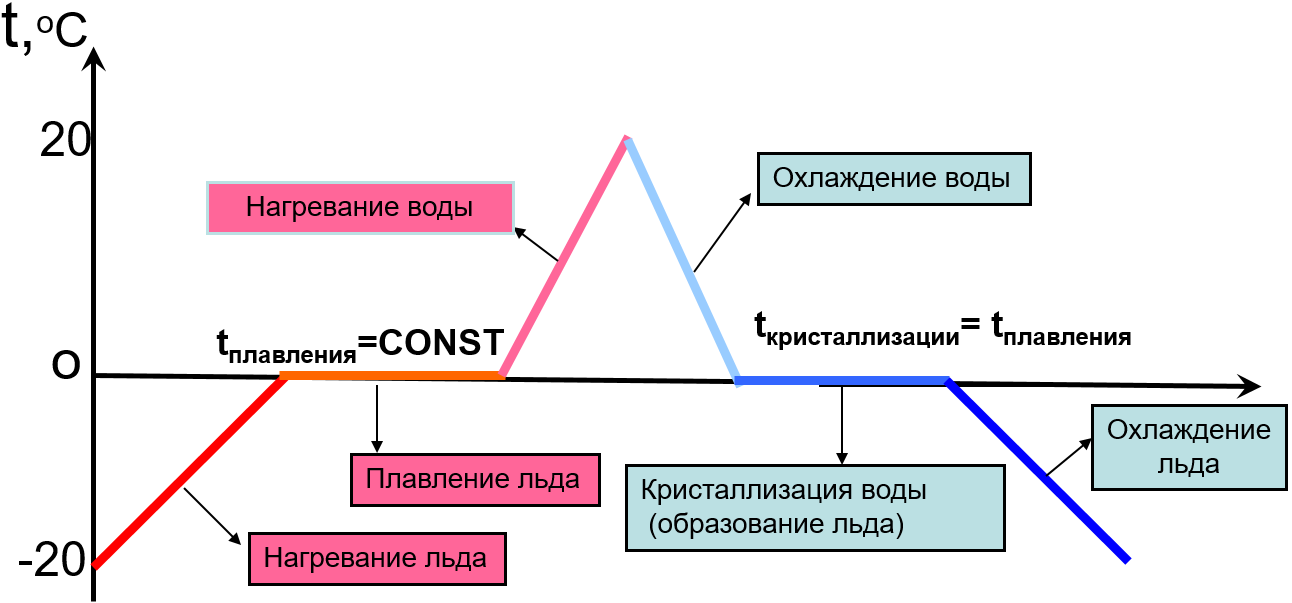 t,oC
20
Нагревание воды
Охлаждение воды
tплавления=CONST
tкристаллизации= tплавления
О
Плавление льда
Кристаллизация воды
(образование льда)
Охлаждение
льда
Нагревание льда
-20